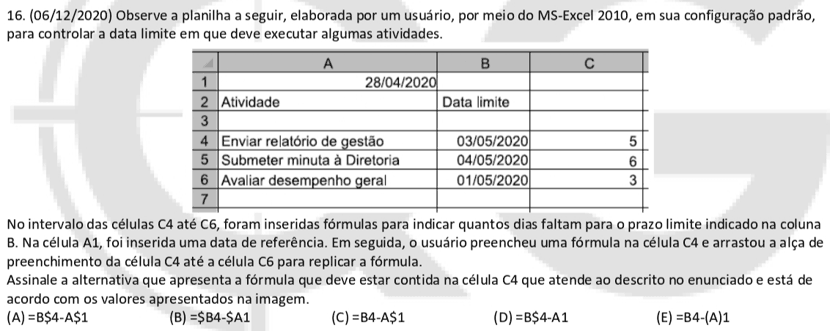 16. (06/12/2020) Observe a planilha a seguir, elaborada por um usuário, por meio do MS-Excel 2010, em sua configuração padrão,
para controlar a data limite em que deve executar algumas atividades.
A B C
1 28/04/2020
2 Atividade Data limite
3
4 Enviar relatório de gestão 03/05/2020 5
5 Submeter minuta à Diretoria 04/05/2020 6
6 Avaliar desempenho geral 01/05/2020 3
7
No intervalo das células C4 até C6, foram inseridas fórmulas para indicar quantos dias faltam para o prazo limite indicado na coluna
B. Na célula A1, foi inserida uma data de referência. Em seguida, o usuário preencheu uma fórmula na célula C4 e arrastou a alça de
preenchimento da célula C4 até a célula C6 para replicar a fórmula.
Assinale a alternativa que apresenta a fórmula que deve estar contida na célula C4 que atende ao descrito no enunciado e está de
acordo com os valores apresentados na imagem.
(A) =B$4-A$1 (B) =$B4-$A1 (C) =B4-A$1 (D) =B$4-A1 (E) =B4-(A)1